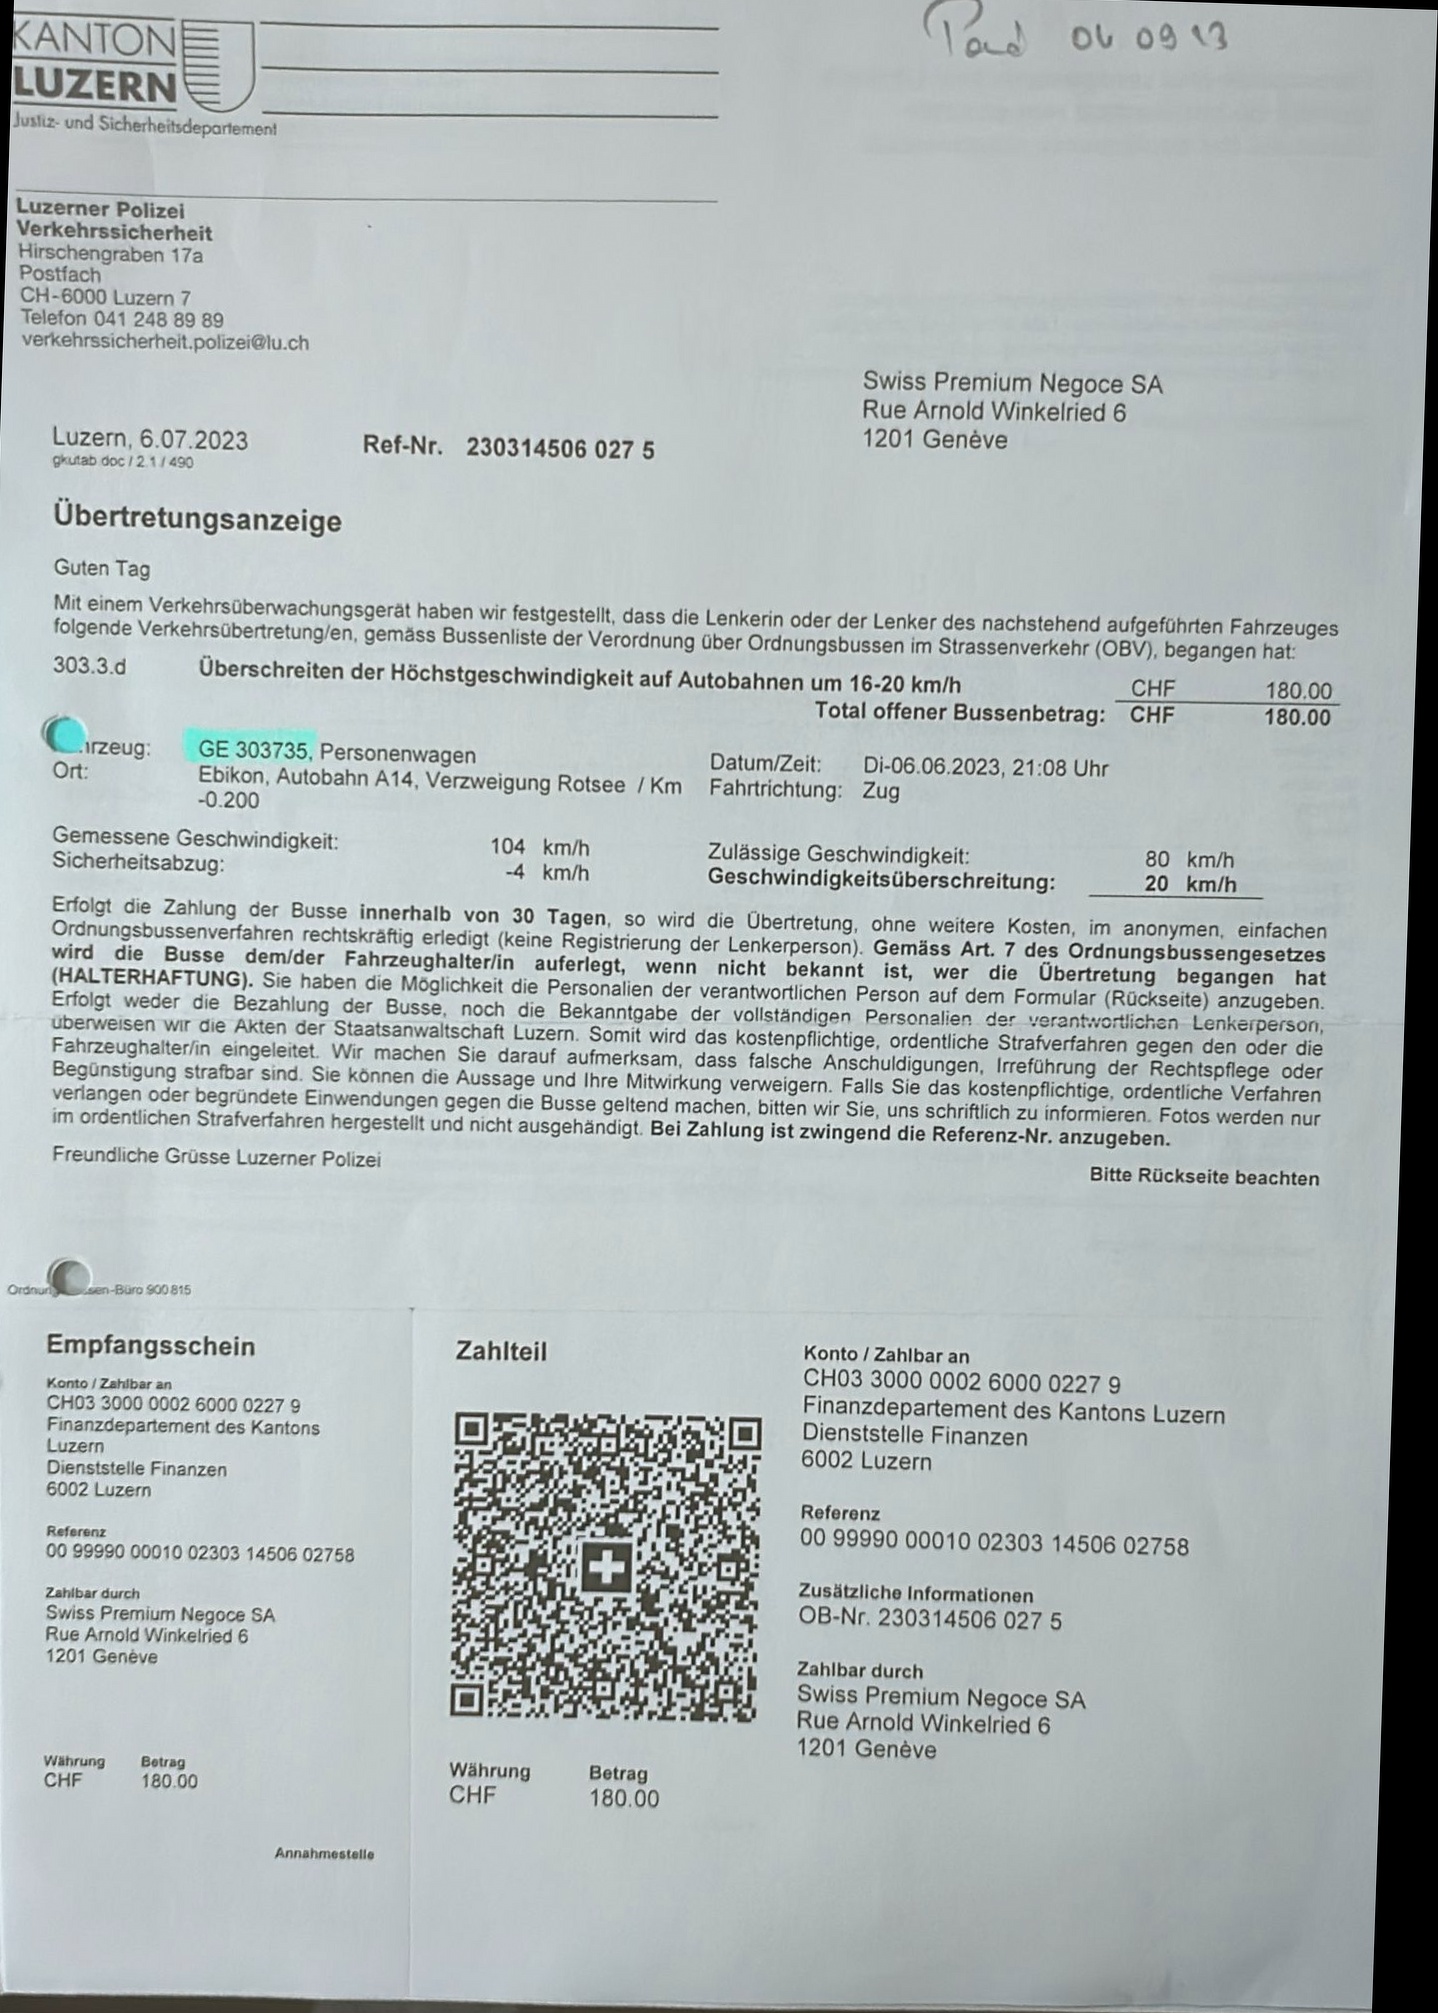 KANTON
LUZERN
Justiz- und Sicherheitsdepartement
06 09 13
Luzerner Polizei
Verkehrssicherheit
Hirschengraben 17a
Postfach
CH-6000 Luzern 7
Telefon 041 248 89 89
verkehrssicherheit.polizei@lu.ch
Swiss Premium Negoce SA
Rue Arnold Winkelried 6
1201 Genève
Luzern, 6.07.2023 Ref-Nr. 230314506 027 5
gkutab doc / 2.1 / 490
Übertretungsanzeige
Guten Tag
Mit einem Verkehrsüberwachungsgerät haben wir festgestellt, dass die Lenkerin oder der Lenker des nachstehend aufgeführten Fahrzeuges
folgende Verkehrsübertretung/en, gemäss Bussenliste der Verordnung über Ordnungsbussen im Strassenverkehr (OBV), begangen hat:
303.3.d Überschreiten der Höchstgeschwindigkeit auf Autobahnen um 16-20 km/h CHF 180.00
Total offener Bussenbetrag: CHF 180.00
rzeug: GE 303735, Personenwagen Datum/Zeit: Di-06.06.2023, 21:08 Uhr
Ort: Ebikon, Autobahn A14, Verzweigung Rotsee / Km Fahrtrichtung: Zug
-0.200
Gemessene Geschwindigkeit: 104 km/h Zulässige Geschwindigkeit: 80 km/h
Sicherheitsabzug: -4 km/h Geschwindigkeitsüberschreitung: 20 km/h
Erfolgt die Zahlung der Busse innerhalb von 30 Tagen, so wird die Übertretung, ohne weitere Kosten, im anonymen, einfachen
Ordnungsbussenverfahren rechtskräftig erledigt (keine Registrierung der Lenkerperson). Gemäss Art. 7 des Ordnungsbussengesetzes
wird die Busse dem/der Fahrzeughalter/in auferlegt, wenn nicht bekannt ist, wer die Übertretung begangen hat
(HALTERHAFTUNG). Sie haben die Möglichkeit die Personalien der verantwortlichen Person auf dem Formular (Rückseite) anzugeben.
Erfolgt weder die Bezahlung der Busse, noch die Bekanntgabe der vollständigen Personalien der verantwortlichen Lenkerperson,
überweisen wir die Akten der Staatsanwaltschaft Luzern. Somit wird das kostenpflichtige, ordentliche Strafverfahren gegen den oder die
Fahrzeughalter/in eingeleitet. Wir machen Sie darauf aufmerksam, dass falsche Anschuldigungen, Irreführung der Rechtspflege oder
Begünstigung strafbar sind. Sie können die Aussage und Ihre Mitwirkung verweigern. Falls Sie das kostenpflichtige, ordentliche Verfahren
verlangen oder begründete Einwendungen gegen die Busse geltend machen, bitten wir Sie, uns schriftlich zu informieren. Fotos werden nur
im ordentlichen Strafverfahren hergestellt und nicht ausgehändigt. Bei Zahlung ist zwingend die Referenz-Nr. anzugeben.
Freundliche Grüsse Luzerner Polizei
Bitte Rückseite beachten
Ordnun sen-Büro 900 815
Empfangsschein
Konto / Zahlbar an
CH03 3000 0002 6000 0227 9
Finanzdepartement des Kantons
Luzern
Dienststelle Finanzen
6002 Luzern
Referenz
00 99990 00010 02303 14506 02758
Zahlbar durch
Swiss Premium Negoce SA
Rue Arnold Winkelried 6
1201 Genève
Währung Betrag
CHF 180.00
Annahmestelle
Zahlteil
Währung Betrag
CHF 180.00
Konto / Zahlbar an
CH03 3000 0002 6000 0227 9
Finanzdepartement des Kantons Luzern
Dienststelle Finanzen
6002 Luzern
Referenz
00 99990 00010 02303 14506 02758
Zusätzliche Informationen
OB-Nr. 230314506 027 5
Zahlbar durch
Swiss Premium Negoce SA
Rue Arnold Winkelried 6
1201 Genève